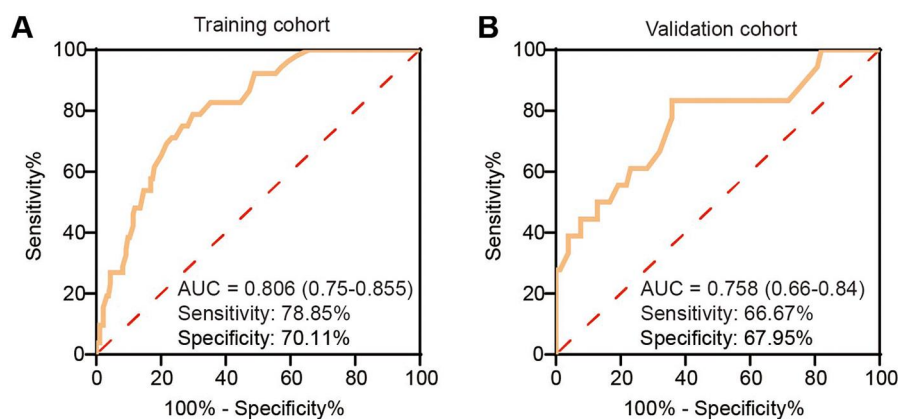 A
Training cohort
100
80
60
40
20
0
Sensitivity%
AUC = 0.806 (0.75-0.855)
Sensitivity: 78.85%
Specificity: 70.11%
0 20 40 60 80 100
100% - Specificity%
B
Validation cohort
100
80
60
40
20
0
Sensitivity%
AUC = 0.758 (0.66-0.84)
Sensitivity: 66.67%
Specificity: 67.95%
0 20 40 60 80 100
100% - Specificity%